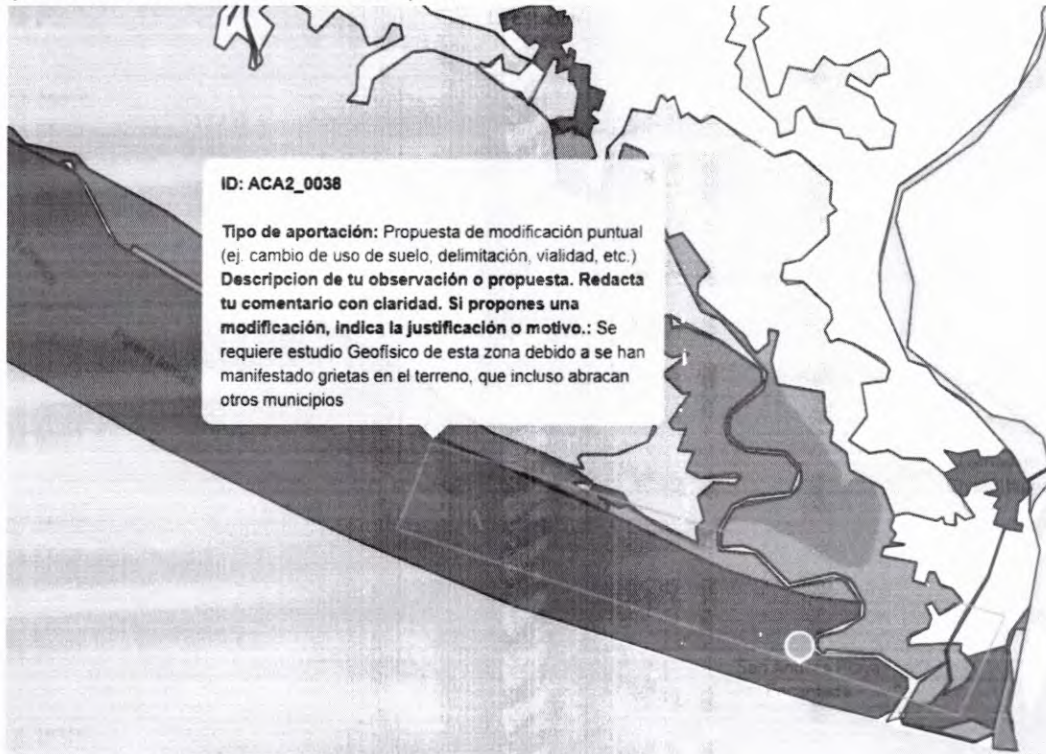 ID: ACA2_0038
Tipo de aportación: Propuesta de modificación puntual
(ej. cambio de uso de suelo, delimitación, vialidad, etc.)
Descripcion de tu observación o propuesta. Redacta
tu comentario con claridad. Si propones una
modificación, indica la justificación o motivo.: Se
requiere estudio Geofísico de esta zona debido a se han
manifestado grietas en el terreno, que incluso abracan
otros municipios